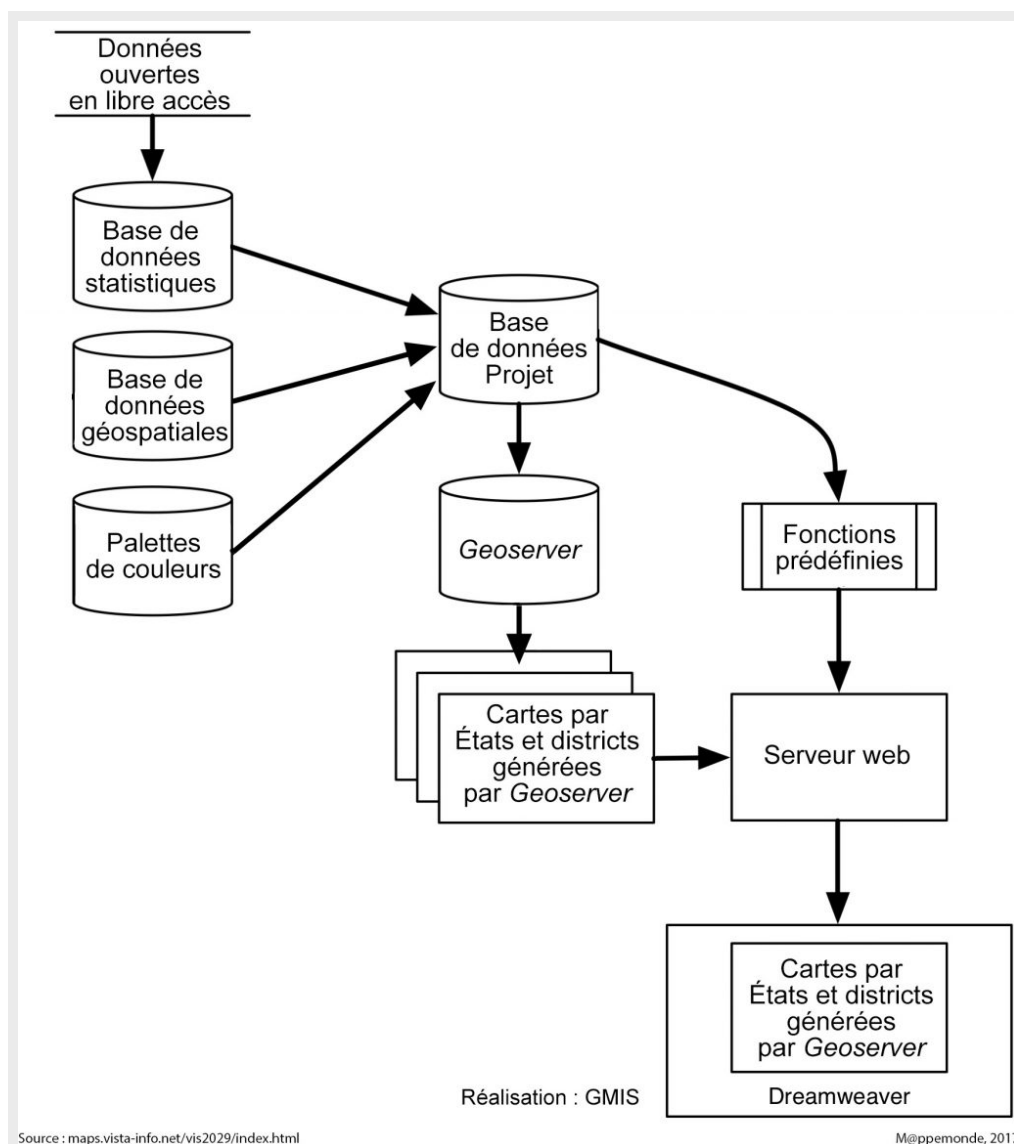 Données
ouvertes
en libre accès
Base de
données
statistiques
Base de
données
géospatiales
Palettes
de couleurs
Base
de données
Projet
Geoserver
Fonctions
prédéfinies
Cartes par
États et districts
générées
par Geoserver
Serveur web
Cartes par
États et districts
générées
par Geoserver
Dreamweaver
Réalisation : GMIS
Source : maps.vista-info.net/vis2029/index.html
M@ppemonde, 2017